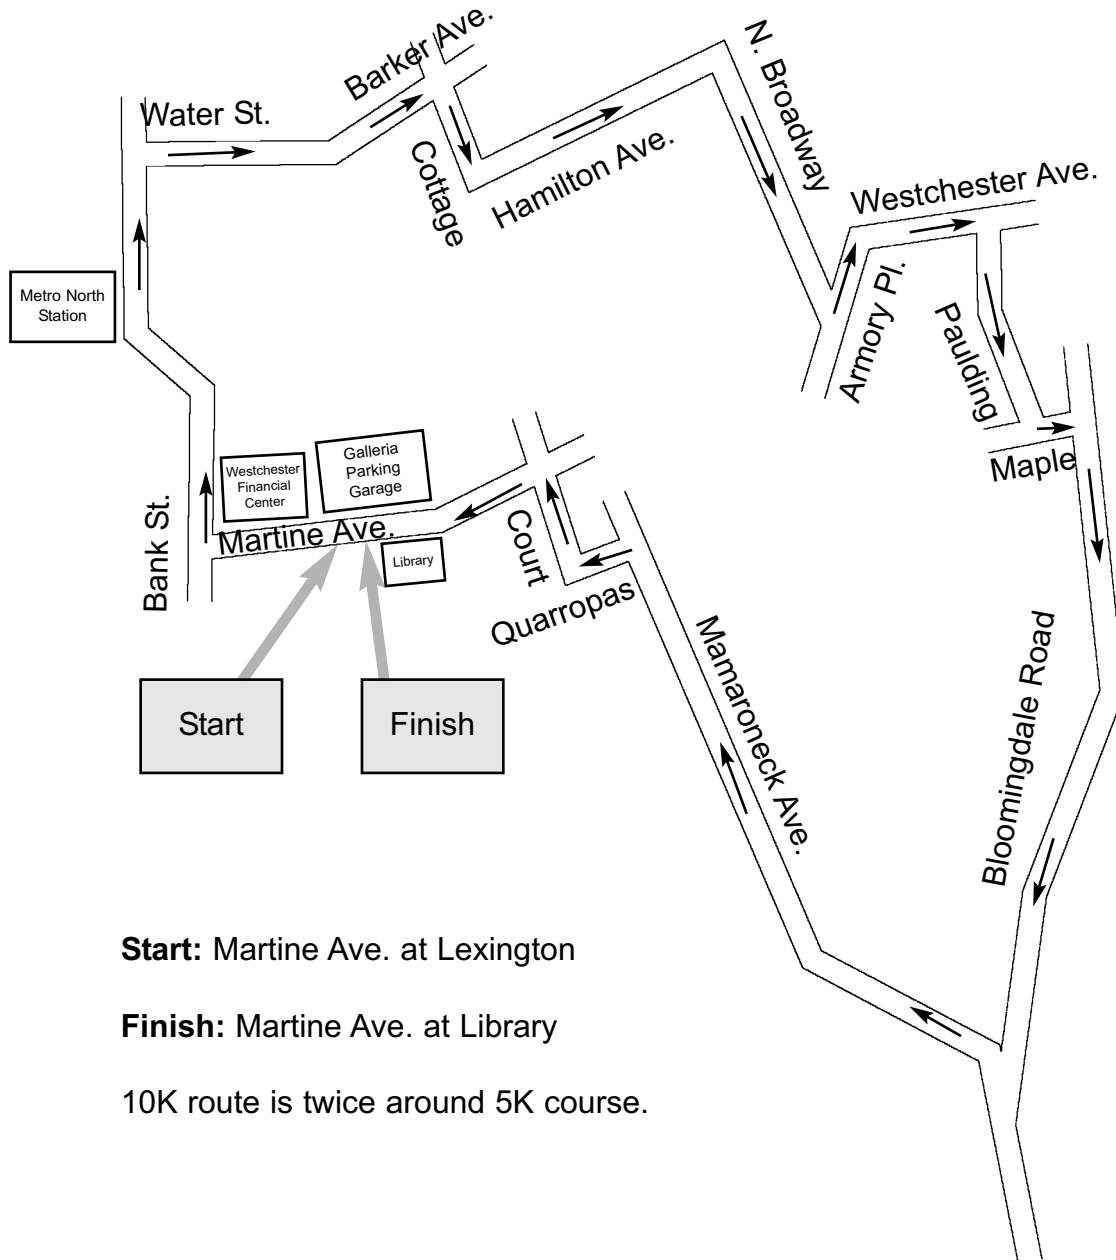 Barker Ave.
N. Broadway
Water St.
Cottage
Hamilton Ave.
Westchester Ave.
Armory Pl.
Metro North
Station
Paulding
Maple
Galleria
Parking
Garage
Westchester
Financial
Center
Martine Ave.
Library
Bank St.
Court
Quarropas
Mamaroneck Ave.
Bloomingdale Road
Start
Finish
Start: Martine Ave. at Lexington
Finish: Martine Ave. at Library
10K route is twice around 5K course.